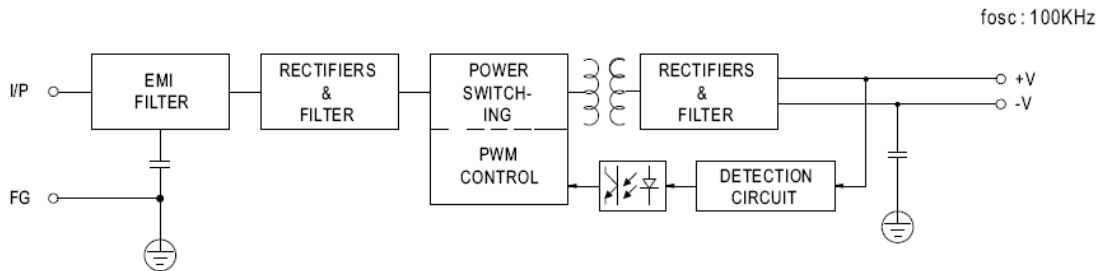 fosc : 100KHz
I/P
EMI
FILTER
RECTIFIERS
&
FILTER
POWER
SWITCH-
ING
PWM
CONTROL
RECTIFIERS
&
FILTER
+V
-V
DETECTION
CIRCUIT
FG